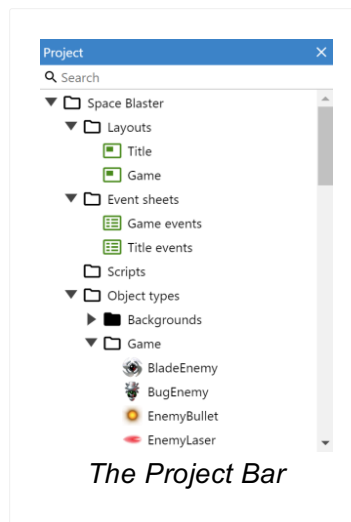 Project
Search
Space Blaster
Layouts
Title
Game
Event sheets
Game events
Title events
Scripts
Object types
Backgrounds
Game
BladeEnemy
BugEnemy
EnemyBullet
EnemyLaser
The Project Bar